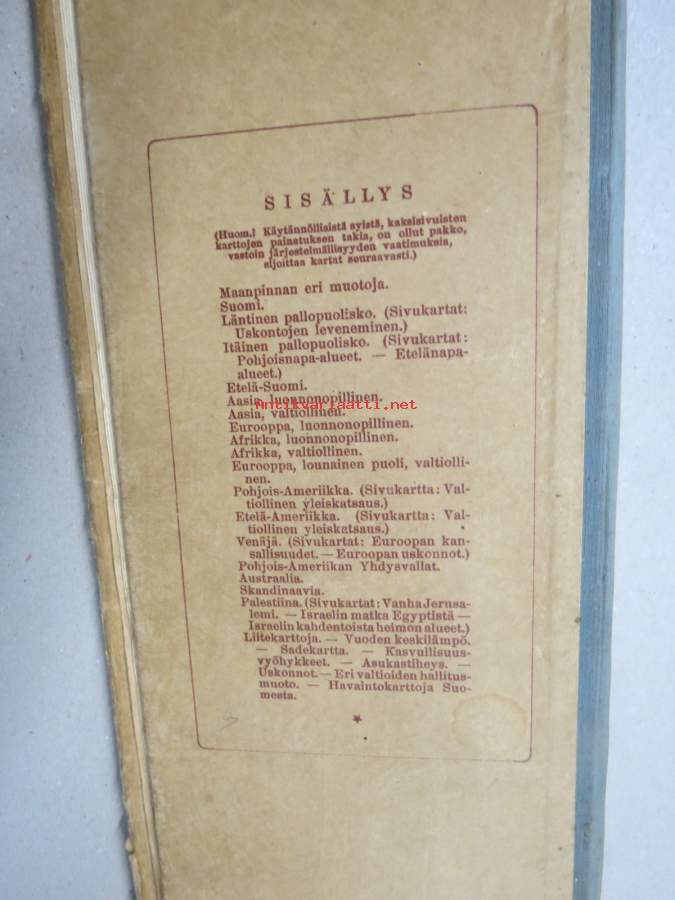 SISÄLLYS
(Huom.! Käytännöllisistä syistä, kaksisivuisten
karttojen painatuksen takia, on ollut pakko,
vastoin järjestelmällisyyden vaatimuksia,
sijoittaa kartat seuraavasti.)
Maanpinnan eri muotoja.
Suomi.
Läntinen pallopuolisko. (Sivukartat:
Uskontojen leveneminen.)
Itäinen pallopuolisko. (Sivukartat:
Pohjoisnapa-alueet. — Etelänapa-
alueet.)
Etelä-Suomi.
Aasia, luonnonopillinen.
Antikvariaatti.net
Aasia, valtiollinen.
Eurooppa, luonnonopillinen.
Afrikka, luonnonopillinen.
Afrikka, valtiollinen.
Eurooppa, lounainen puoli, valtiolli-
nen.
Pohjois-Ameriikka. (Sivukartta: Val-
tiollinen yleiskatsaus.)
Etelä-Ameriikka. (Sivukartta: Val-
tiollinen yleiskatsaus.)
Venäjä. (Sivukartat: Euroopan kan-
sallisuudet. — Euroopan uskonnot.)
Pohjois-Ameriikan Yhdysvallat.
Australia.
Skandinaavia.
Palestiina. (Sivukartat: Vanha Jerusa-
lemi. — Israelin matka Egyptistä —
Israelin kahdentoista heimon alueet.)
Liitekarttoja. — Vuoden keskilämpö.
— Sadekartta. — Kasvullisuus-
vyöhykkeet. — Asukastiheys. —
Uskonnot. — Eri valtioiden hallitus-
muoto. — Havaintokarttoja Suo-
mesta.